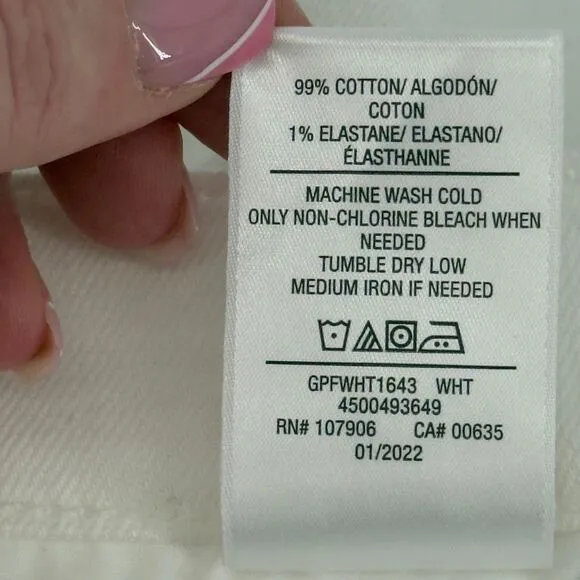 99% COTTON/ ALGODÓN/
COTON
1% ELASTANE/ ELASTANO/
ÉLASTHANNE
MACHINE WASH COLD
ONLY NON-CHLORINE BLEACH WHEN
NEEDED
TUMBLE DRY LOW
MEDIUM IRON IF NEEDED
GPFWHT1643 WHT
4500493649
RN# 107906 CA# 00635
01/2022